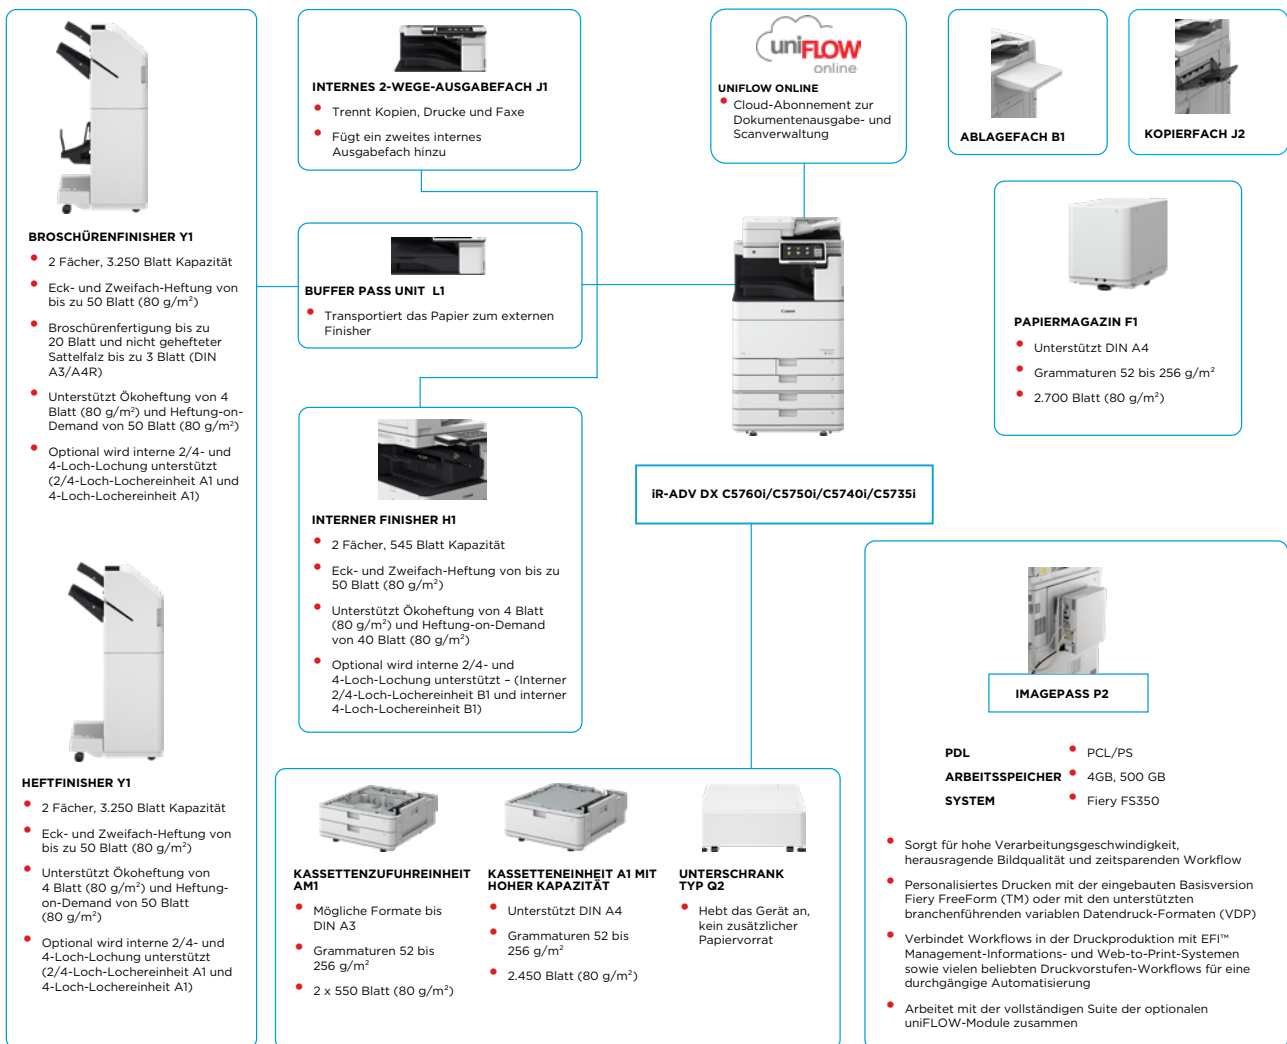 BROSCHÜRENFINISHER Y1
2 Fächer, 3.250 Blatt Kapazität
Eck- und Zweifach-Heftung von
bis zu 50 Blatt (80 g/m²)
Broschürenfertigung bis zu
20 Blatt und nicht gehefteter
Sattelfalz bis zu 3 Blatt (DIN
A3/A4R)
Unterstützt Ökoheftung von 4
Blatt (80 g/m²) und Heftung-on-
Demand von 50 Blatt (80 g/m²)
Optional wird interne 2/4- und
4-Loch-Lochung unterstützt
(2/4-Loch-Lochereinheit A1 und
4-Loch-Lochereinheit A1)
HEFTFINISHER Y1
2 Fächer, 3.250 Blatt Kapazität
Eck- und Zweifach-Heftung von
bis zu 50 Blatt (80 g/m²)
Unterstützt Ökoheftung von
4 Blatt (80 g/m²) und Heftung-
on-Demand von 50 Blatt
(80 g/m²)
Optional wird interne 2/4- und
4-Loch-Lochung unterstützt
(2/4-Loch-Lochereinheit A1 und
4-Loch-Lochereinheit A1)
INTERNES 2-WEGE-AUSGABEFACH J1
Trennt Kopien, Drucke und Faxe
Fügt ein zweites internes
Ausgabefach hinzu
BUFFER PASS UNIT L1
Transportiert das Papier zum externen
Finisher
INTERNER FINISHER H1
2 Fächer, 545 Blatt Kapazität
Eck- und Zweifach-Heftung von bis zu
50 Blatt (80 g/m²)
Unterstützt Ökoheftung von 4 Blatt
(80 g/m²) und Heftung-on-Demand
von 40 Blatt (80 g/m²)
Optional wird interne 2/4- und
4-Loch-Lochung unterstützt – (Interner
2/4-Loch-Lochereinheit B1 und interner
4-Loch-Lochereinheit B1)
uniFLOW
online
UNIFLOW ONLINE
Cloud-Abonnement zur
Dokumentenausgabe- und
Scanverwaltung
ABLAGEFACH B1
KOPIERFACH J2
Canon
PAPIERMAGAZIN F1
Unterstützt DIN A4
Grammaturen 52 bis 256 g/m²
2.700 Blatt (80 g/m²)
iR-ADV DX C5760i/C5750i/C5740i/C5735i
KASSETTENZUFUHREINHEIT
AM1
Mögliche Formate bis
DIN A3
Grammaturen 52 bis
256 g/m²
2 x 550 Blatt (80 g/m²)
KASSETTENEINHEIT A1 MIT
HOHER KAPAZITÄT
Unterstützt DIN A4
Grammaturen 52 bis
256 g/m²
2.450 Blatt (80 g/m²)
UNTERSCHRANK
TYP Q2
Hebt das Gerät an,
kein zusätzlicher
Papiervorrat
IMAGEPASS P2
PDL PCL/PS
ARBEITSSPEICHER 4GB, 500 GB
SYSTEM Fiery FS350
Sorgt für hohe Verarbeitungsgeschwindigkeit,
herausragende Bildqualität und zeitsparenden Workflow
Personalisiertes Drucken mit der eingebauten Basisversion
Fiery FreeForm (TM) oder mit den unterstützten
branchenführenden variablen Datendruck-Formaten (VDP)
Verbindet Workflows in der Druckproduktion mit EFI™
Management-Informations- und Web-to-Print-Systemen
sowie vielen beliebten Druckvorstufen-Workflows für eine
durchgängige Automatisierung
Arbeitet mit der vollständigen Suite der optionalen
uniFLOW-Module zusammen